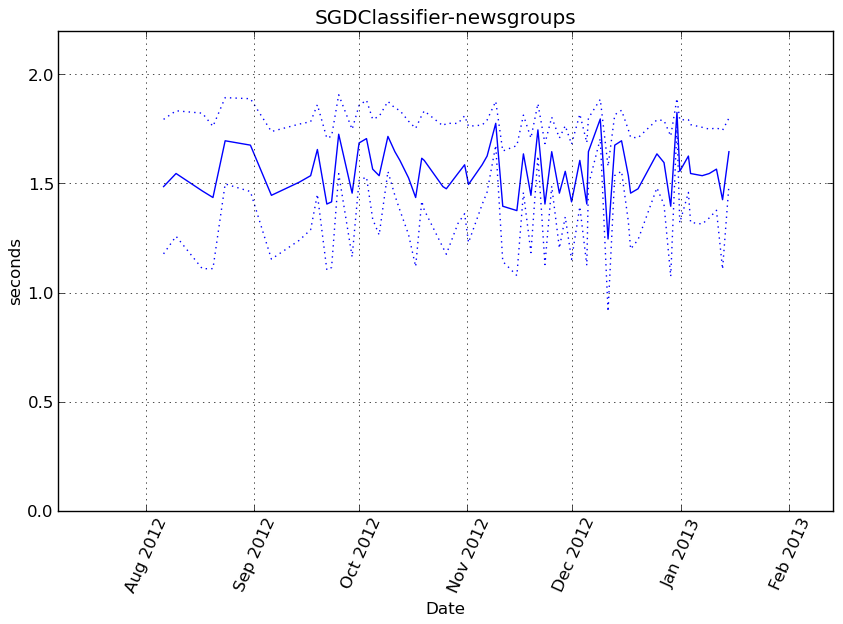 SGDClassifier-newsgroups
2.0
1.5
1.0
0.5
0.0
seconds
Aug 2012
Sep 2012
Oct 2012
Nov 2012
Dec 2012
Jan 2013
Feb 2013
Date